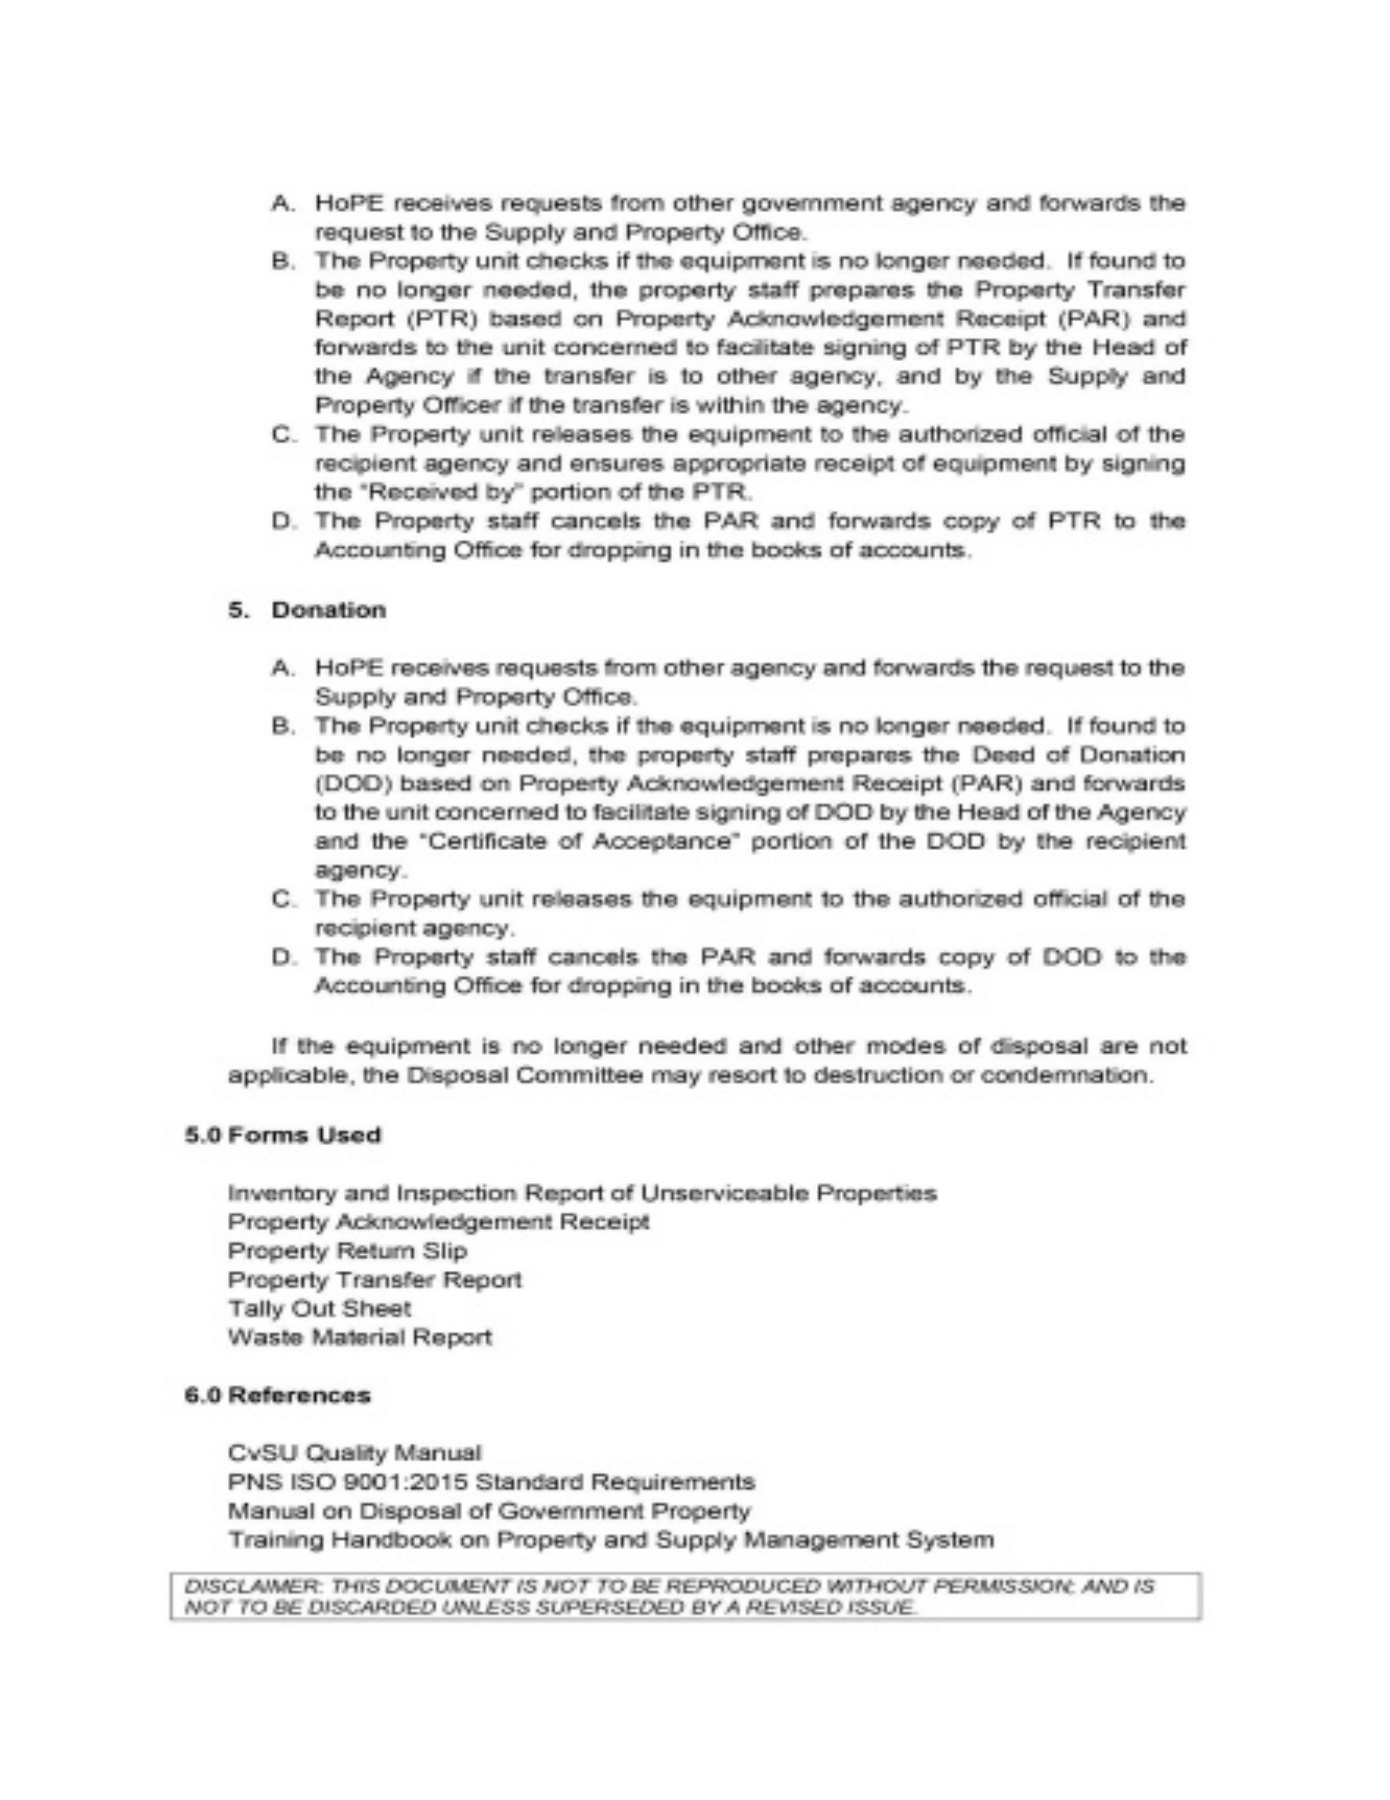 A. HoPE receives requests from other government agency and forwards the
request to the Supply and Property Office.
B. The Property unit checks if the equipment is no longer needed. If found to
be no longer needed, the property staff prepares the Property Transfer
Report (PTR) based on Property Acknowledgement Receipt (PAR) and
forwards to the unit concerned to facilitate signing of PTR by the Head of
the Agency if the transfer is to other agency, and by the Supply and
Property Officer if the transfer is within the agency.
C. The Property unit releases the equipment to the authorized official of the
recipient agency and ensures appropriate receipt of equipment by signing
the "Received by" portion of the PTR.
D. The Property staff cancels the PAR and forwards copy of PTR to the
Accounting Office for dropping in the books of accounts.
5. Donation
A. HoPE receives requests from other agency and forwards the request to the
Supply and Property Office.
B. The Property unit checks if the equipment is no longer needed. If found to
be no longer needed, the property staff prepares the Deed of Donation
(DOD) based on Property Acknowledgement Receipt (PAR) and forwards
to the unit concerned to facilitate signing of DOD by the Head of the Agency
and the "Certificate of Acceptance" portion of the DOD by the recipient
agency.
C. The Property unit releases the equipment to the authorized official of the
recipient agency.
D. The Property staff cancels the PAR and forwards copy of DOD to the
Accounting Office for dropping in the books of accounts.
If the equipment is no longer needed and other modes of disposal are not
applicable, the Disposal Committee may resort to destruction or condemnation.
5.0 Forms Used
Inventory and Inspection Report of Unserviceable Properties
Property Acknowledgement Receipt
Property Return Slip
Property Transfer Report
Tally Out Sheet
Waste Material Report
6.0 References
CvSU Quality Manual
PNS ISO 9001:2015 Standard Requirements
Manual on Disposal of Government Property
Training Handbook on Property and Supply Management System
DISCLAIMER: THIS DOCUMENT IS NOT TO BE REPRODUCED WITHOUT PERMISSION; AND IS
NOT TO BE DISCARDED UNLESS SUPERSEDED BY A REVISED ISSUE.